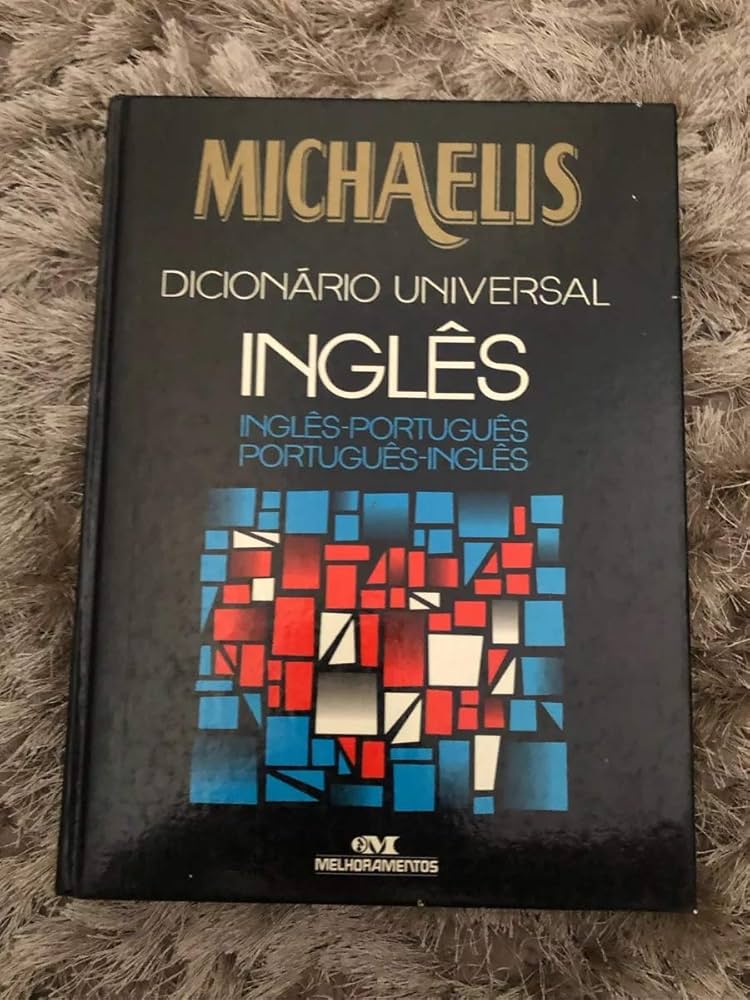 MICHAELIS
DICIONÁRIO UNIVERSAL
INGLÊS
INGLÊS-PORTUGUÊS
PORTUGUÊS-INGLÊS
M
MELHORAMENTOS